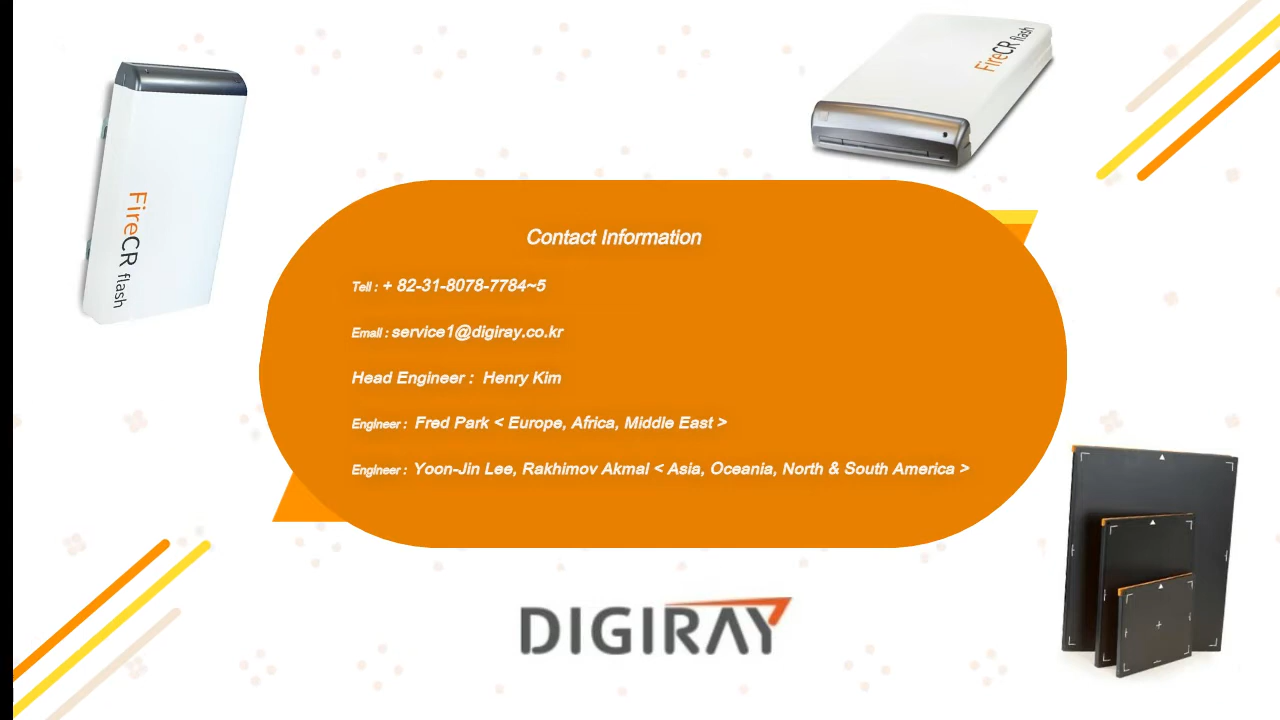 FireCR flash
FireCR flash
Contact Information
Tell : + 82-31-8078-7784~5
Email : service1@digiray.co.kr
Head Engineer : Henry Kim
Engineer : Fred Park < Europe, Africa, Middle East >
Engineer : Yoon-Jin Lee, Rakhimov Akmal < Asia, Oceania, North & South America >
DIGIRAY